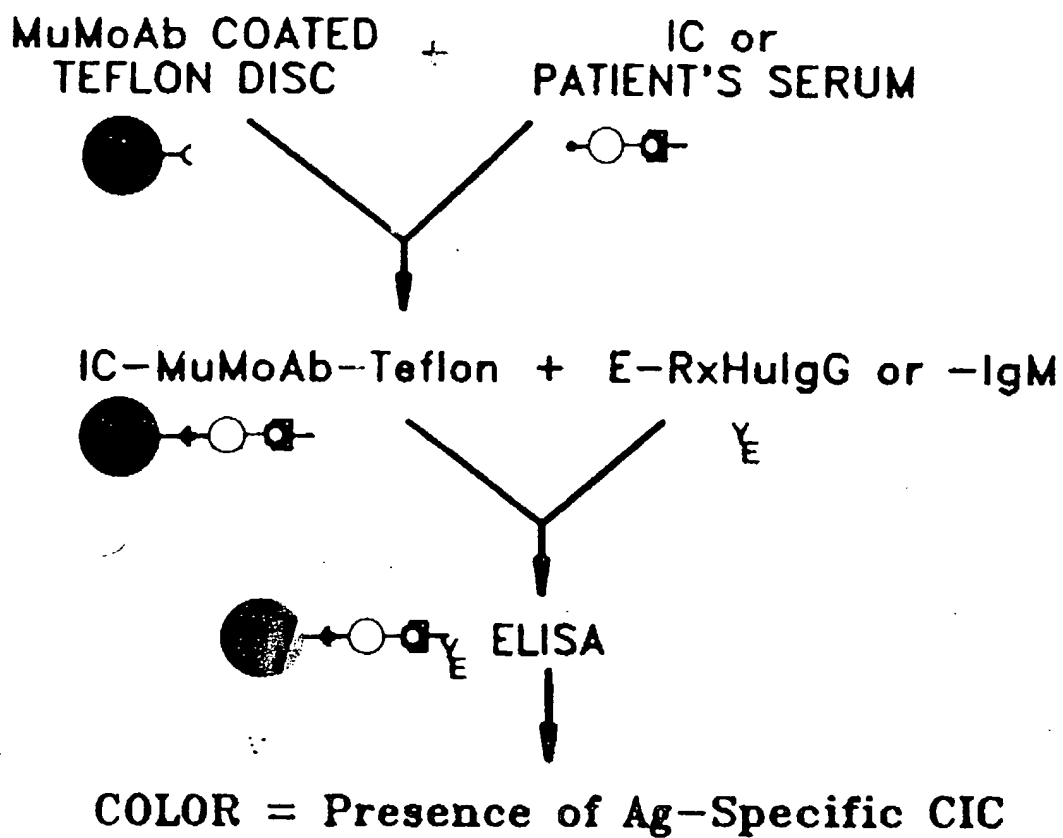 MuMoAb COATED + IC or
TEFLON DISC PATIENT'S SERUM
IC-MuMoAb-Teflon + E-RxHuIgG or -IgM
Y
E
Y
E ELISA
COLOR = Presence of Ag-Specific CIC